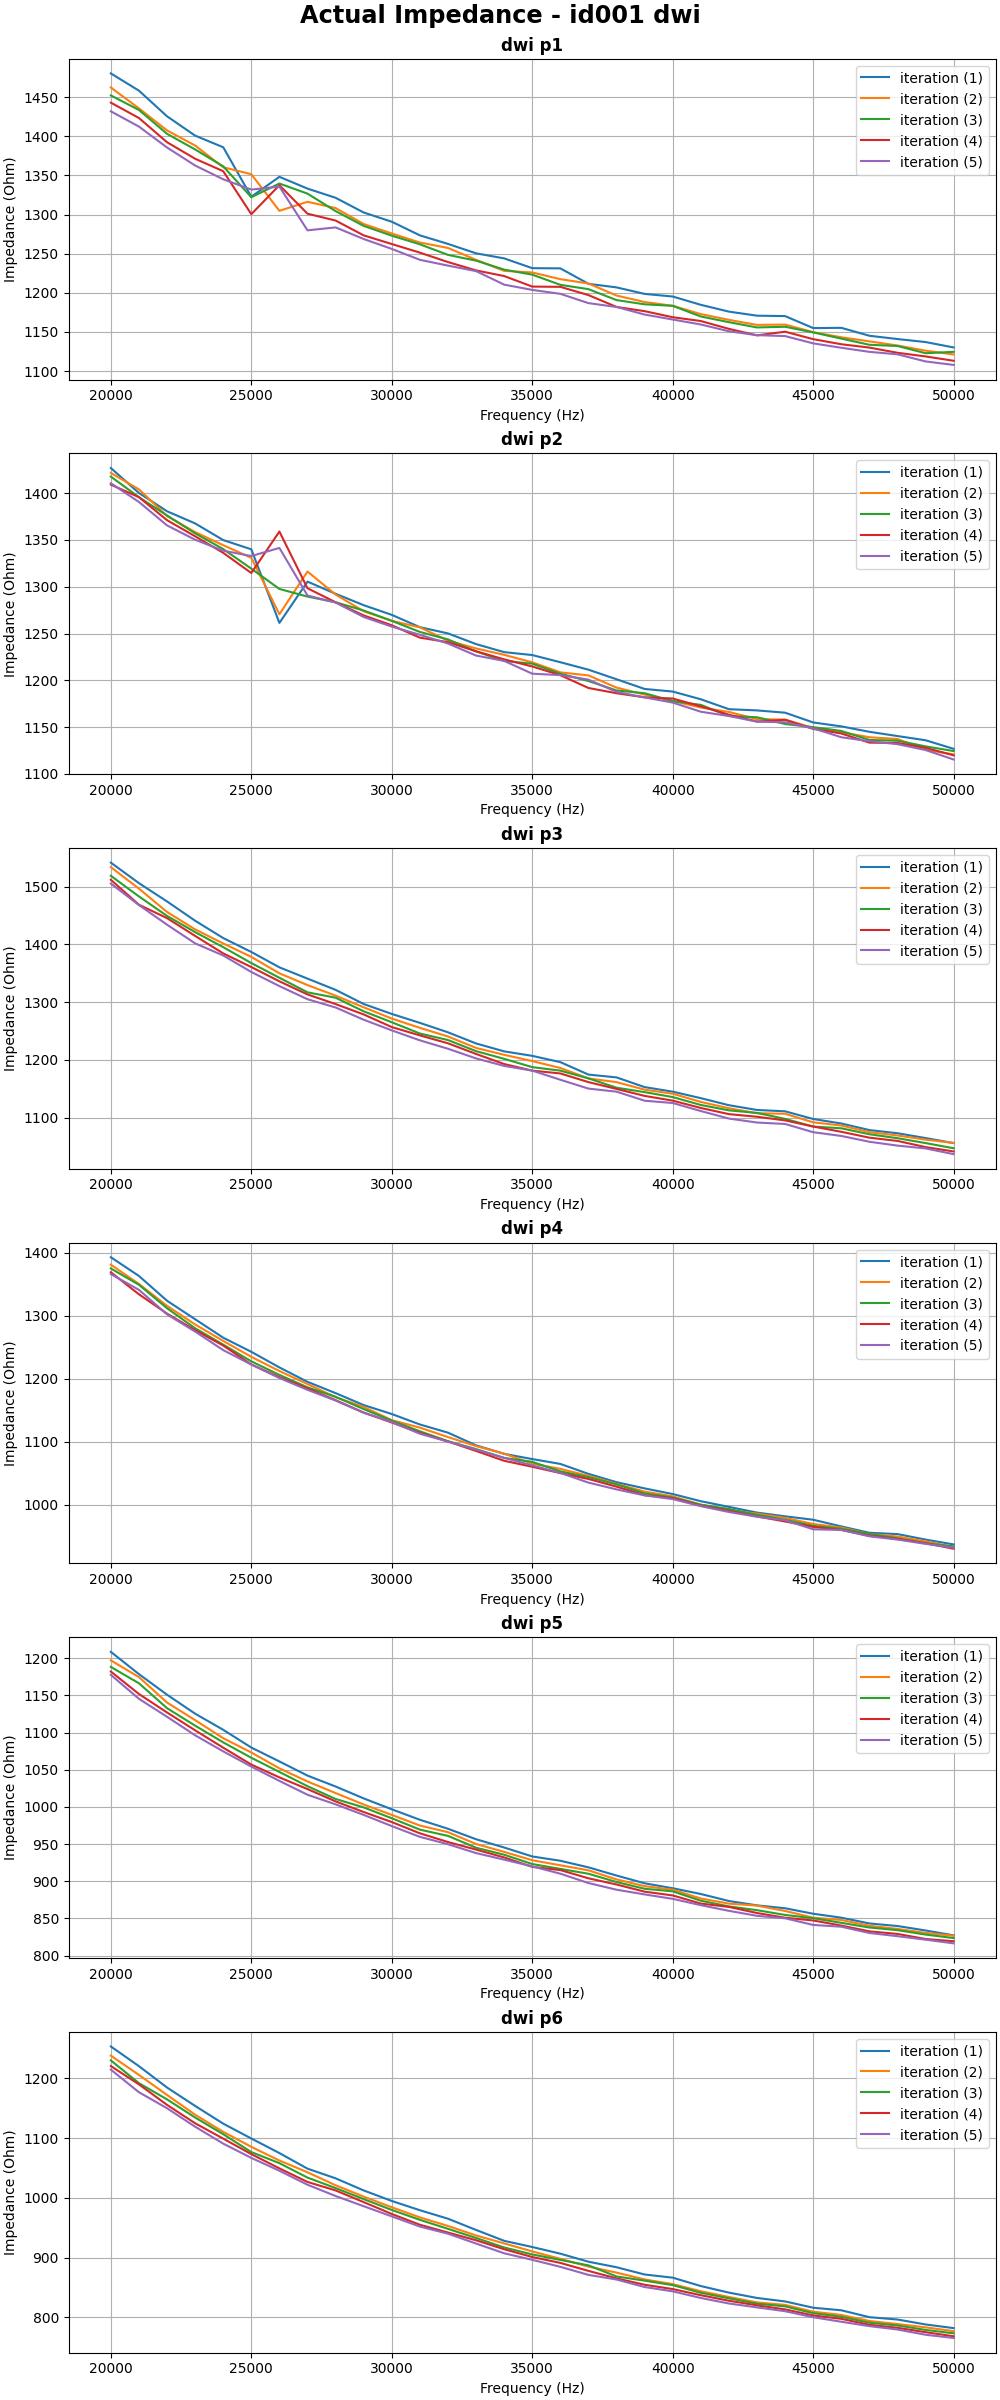 Actual Impedance - id001 dwi
dwi p1
Impedance (Ohm)
1450
1400
1350
1300
1250
1200
1150
1100
iteration (1)
iteration (2)
iteration (3)
iteration (4)
iteration (5)
20000 25000 30000 35000 40000 45000 50000
Frequency (Hz)
dwi p2
Impedance (Ohm)
1400
1350
1300
1250
1200
1150
1100
iteration (1)
iteration (2)
iteration (3)
iteration (4)
iteration (5)
20000 25000 30000 35000 40000 45000 50000
Frequency (Hz)
dwi p3
Impedance (Ohm)
1500
1400
1300
1200
1100
iteration (1)
iteration (2)
iteration (3)
iteration (4)
iteration (5)
20000 25000 30000 35000 40000 45000 50000
Frequency (Hz)
dwi p4
Impedance (Ohm)
1400
1300
1200
1100
1000
iteration (1)
iteration (2)
iteration (3)
iteration (4)
iteration (5)
20000 25000 30000 35000 40000 45000 50000
Frequency (Hz)
dwi p5
Impedance (Ohm)
1200
1150
1100
1050
1000
950
900
850
800
iteration (1)
iteration (2)
iteration (3)
iteration (4)
iteration (5)
20000 25000 30000 35000 40000 45000 50000
Frequency (Hz)
dwi p6
Impedance (Ohm)
1200
1100
1000
900
800
iteration (1)
iteration (2)
iteration (3)
iteration (4)
iteration (5)
20000 25000 30000 35000 40000 45000 50000
Frequency (Hz)